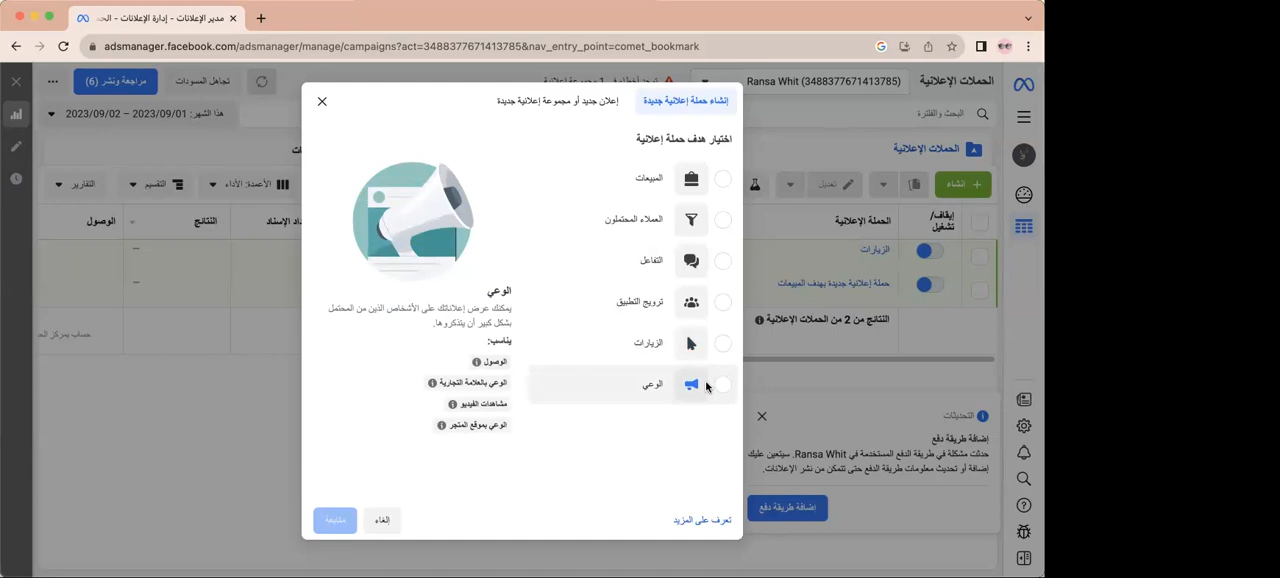 مدير الإعلانات - إدارة الإعلانات - الحـ
adsmanager.facebook.com/adsmanager/manage/campaigns?act=3488377671413785&nav_entry_point=comet_bookmark
الحملات الإعلانية
Ransa Whit (3488377671413785)
تجاهل المسودات
مراجعة ونشر (6)
البحث والفلترة
هذا الشهر: 2023/09/01 – 2023/09/02
الحملات الإعلانية
إنشاء
تعديل
الأعمدة: الأداء
التقسيم
التقارير
إيقاف/تشغيل
الحملة الإعلانية
النتائج
الوصول
الزيارات
—
حملة إعلانية جديدة بهدف المبيعات
—
النتائج من 2 من الحملات الإعلانية
إنشاء حملة إعلانية جديدة
إعلان جديد أو مجموعة إعلانية جديدة
اختيار هدف حملة إعلانية
المبيعات
العملاء المحتملون
التفاعل
ترويج التطبيق
الزيارات
الوعي
الوعي
يمكنك عرض إعلاناتك على الأشخاص الذين من المحتمل
بشكل كبير أن يتذكروها.
يناسب:
الوصول
الوعي بالعلامة التجارية
مشاهدات الفيديو
الوعي بموقع المتجر
تعرف على المزيد
إلغاء
متابعة
التحديثات
إضافة طريقة دفع
حدثت مشكلة في طريقة الدفع المستخدمة في Ransa Whit. سيتعين عليك
إضافة أو تحديث معلومات طريقة الدفع حتى تتمكن من نشر الإعلانات.
إضافة طريقة دفع